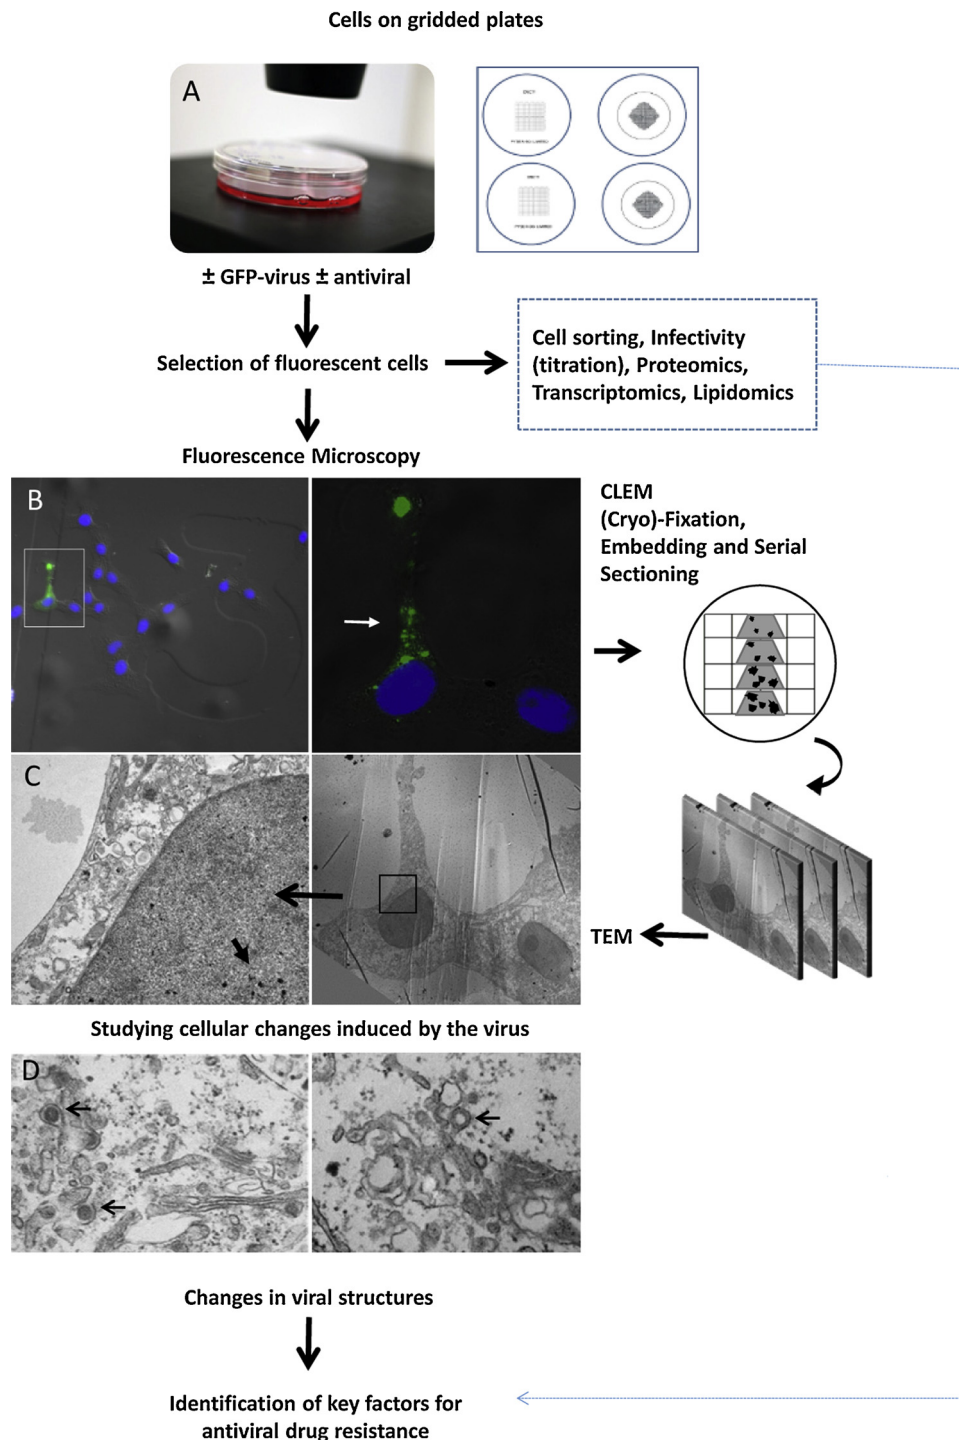 Cells on gridded plates
A
± GFP-virus ± antiviral
Selection of fluorescent cells
Cell sorting, Infectivity
(titration), Proteomics,
Transcriptomics, Lipidomics
Fluorescence Microscopy
B
CLEM
(Cryo)-Fixation,
Embedding and Serial
Sectioning
C
TEM
Studying cellular changes induced by the virus
D
Changes in viral structures
Identification of key factors for
antiviral drug resistance